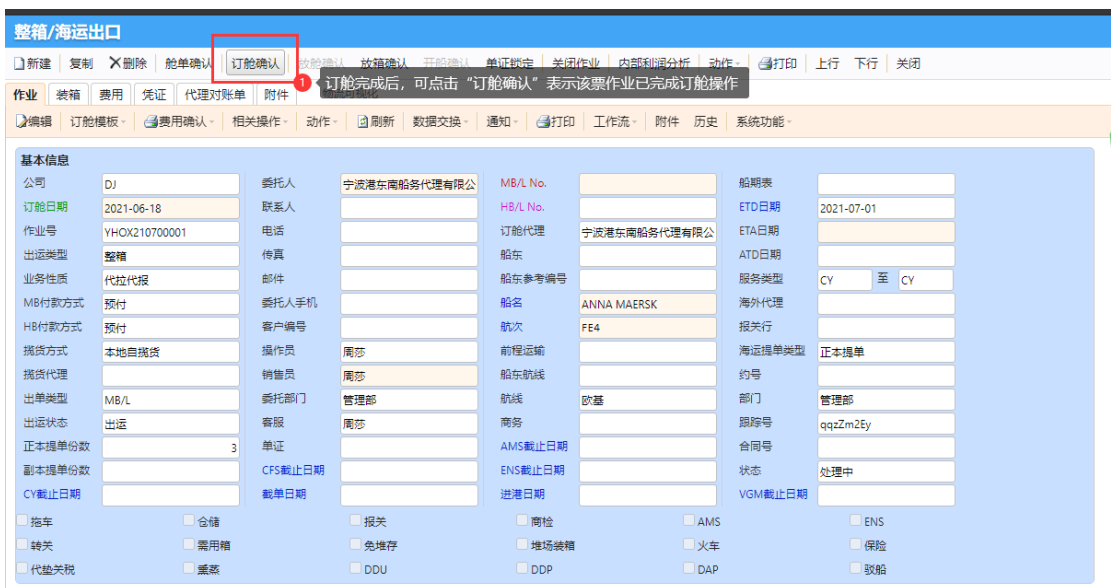 整箱/海运出口
新建 复制 删除 舱单确认 订舱确认 放舱确认 放箱确认 开船确认 单证锁定 关闭作业 内部利润分析 动作 打印 上行 下行 关闭
1 订舱完成后，可点击“订舱确认”表示该票作业已完成订舱操作
作业 装箱 费用 凭证 代理对账单 附件
编辑 订舱模板 费用确认 相关操作 动作 刷新 数据交换 通知 打印 工作流 附件 历史 系统功能
基本信息
公司 DJ 委托人 宁波港东南船务代理有限公 MB/L No. 船期表
订舱日期 2021-06-18 联系人 HB/L No. ETD日期 2021-07-01
作业号 YHOX210700001 电话 订舱代理 宁波港东南船务代理有限公 ETA日期
出运类型 整箱 传真 船东 ATD日期
业务性质 代拉代报 邮件 船东参考编号 服务类型 CY 至 CY
MB付款方式 预付 委托人手机 船名 ANNA MAERSK 海外代理
HB付款方式 预付 客户编号 航次 FE4 报关行
揽货方式 本地自揽货 操作员 周莎 前程运输 海运提单类型 正本提单
揽货代理 销售员 周莎 船东航线 约号
出单类型 MB/L 委托部门 管理部 航线 欧基 部门 管理部
出运状态 出运 客服 周莎 商务 跟踪号 qqzZm2Ey
正本提单份数 3 单证 AMS截止日期 合同号
副本提单份数 CFS截止日期 ENS截止日期 状态 处理中
CY截止日期 截单日期 进港日期 VGM截止日期
拖车 仓储 报关 商检 AMS ENS
转关 需用箱 免堆存 堆场装箱 火车 保险
代垫关税 熏蒸 DDU DDP DAP 驳船